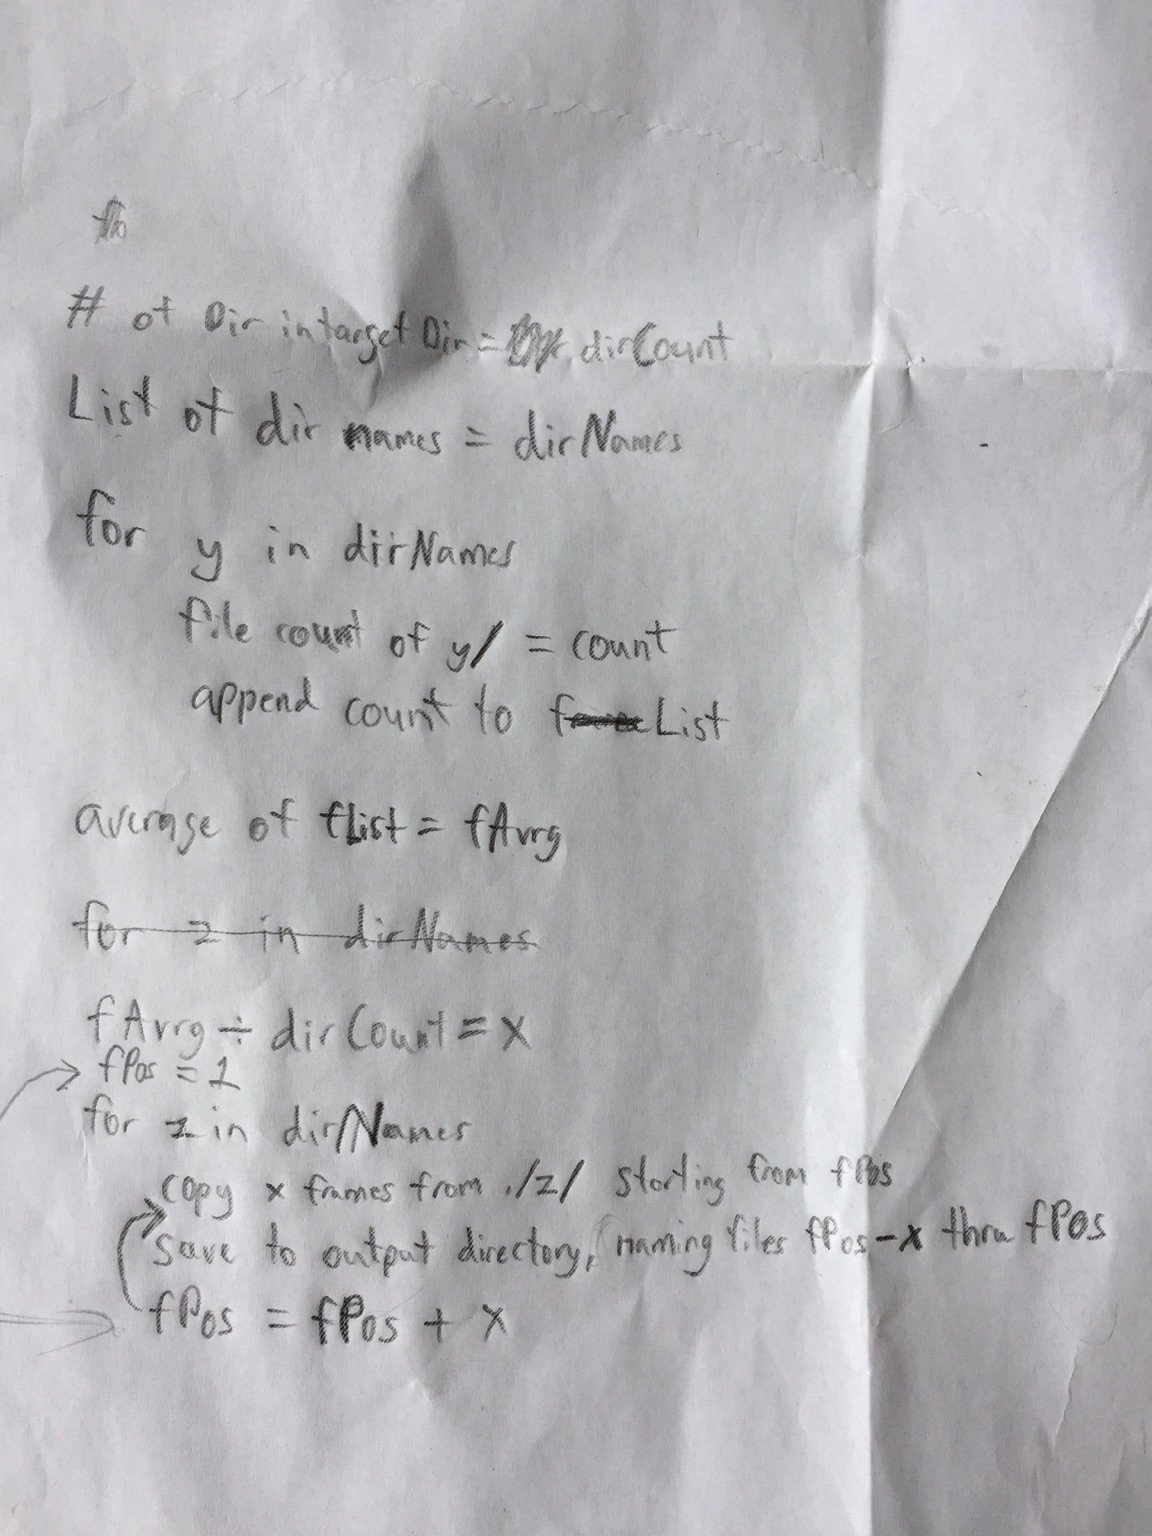 # of Dir in target Dir = dirCount
List of dir names = dirNames
for y in dirNames
file count of y/ = count
append count to fList
average of fList = fAvrg
for z in dirNames
fAvrg ÷ dirCount = x
fPos = 1
for z in dirNames
copy x frames from ./z/ starting from fPos
save to output directory, naming files fPos - x thru fPos
fPos = fPos + x